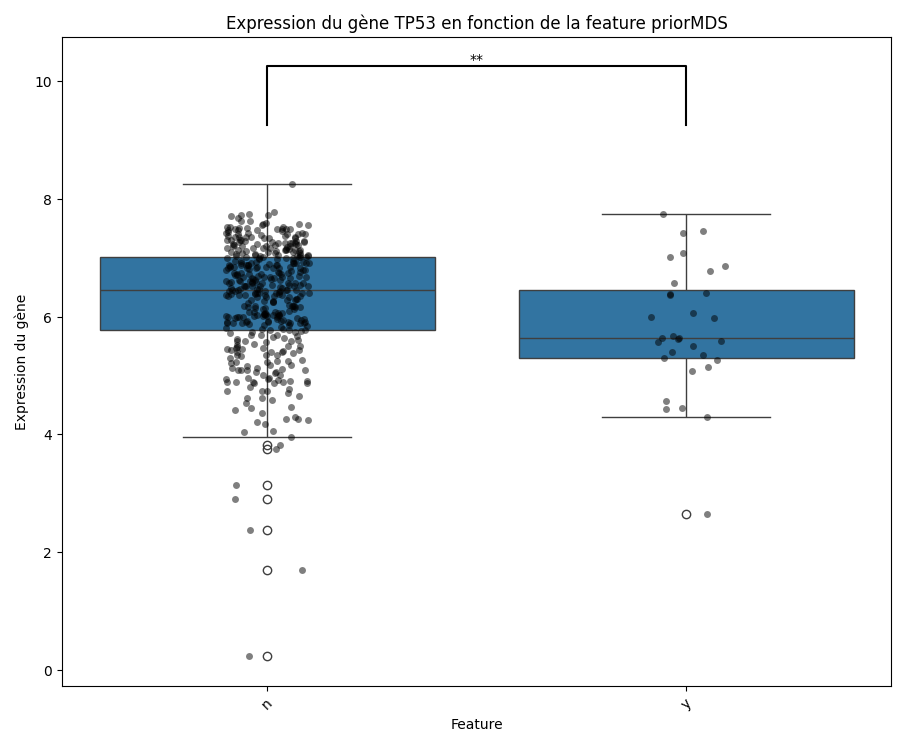 Expression du gène TP53 en fonction de la feature priorMDS
**
10
8
6
4
2
0
Expression du gène
n
y
Feature